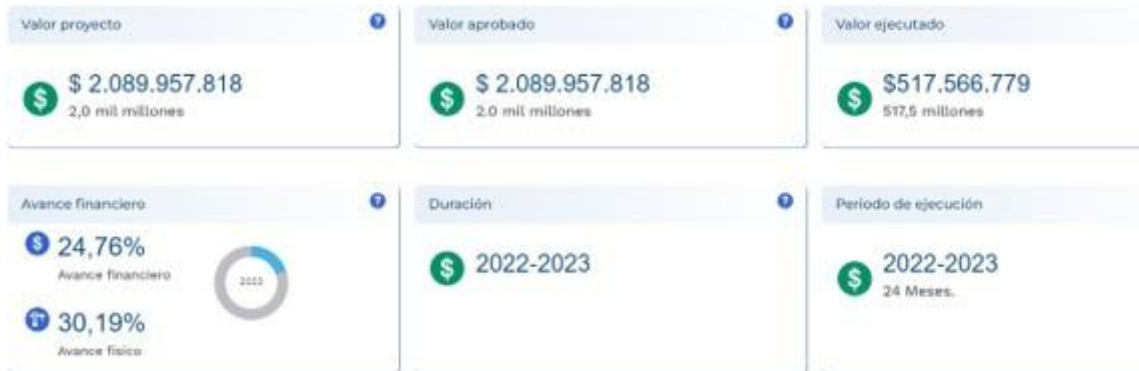 Valor proyecto
Valor aprobado
Valor ejecutado
$ 2.089.957.818
2,0 mil millones
$ 2.089.957.818
2.0 mil millones
$517.566.779
517,5 millones
Avance financiero
Duración
Periodo de ejecución
24,76%
Avance financiero
30,19%
Avance físico
2022-2023
2022-2023
24 Meses.